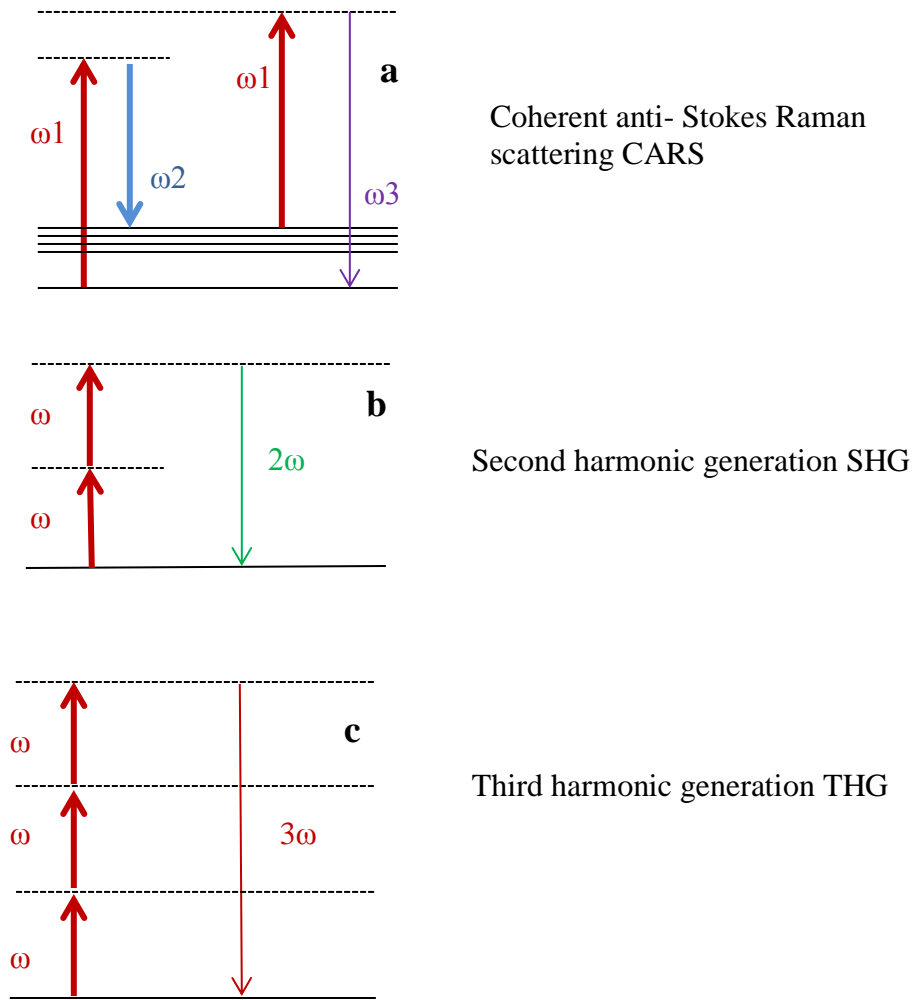 a
ω1
ω1
ω2
ω3
Coherent anti- Stokes Raman
scattering CARS
b
ω
2ω
ω
Second harmonic generation SHG
c
ω
ω
3ω
ω
Third harmonic generation THG